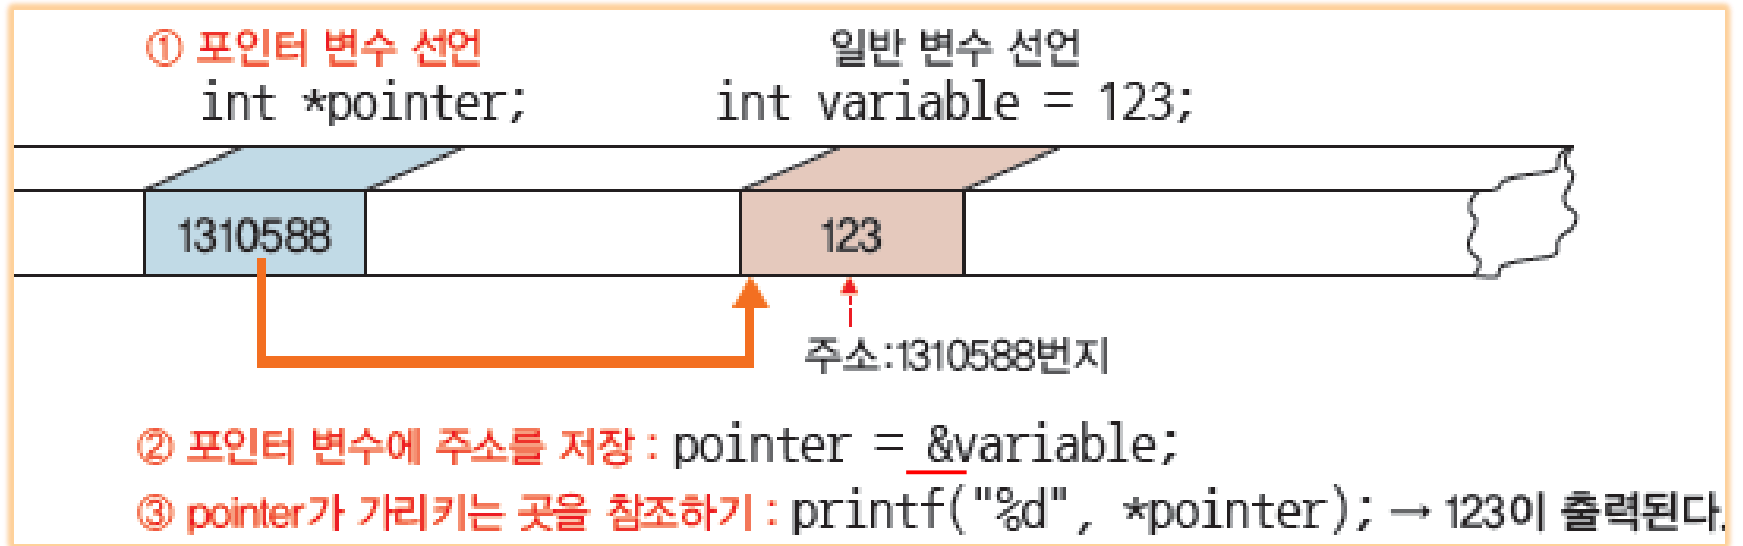 ① 포인터 변수 선언
int *pointer;
일반 변수 선언
int variable = 123;
1310588
123
주소:1310588번지
② 포인터 변수에 주소를 저장 : pointer = &variable;
③ pointer가 가리키는 곳을 참조하기 : printf("%d", *pointer); → 123이 출력된다.